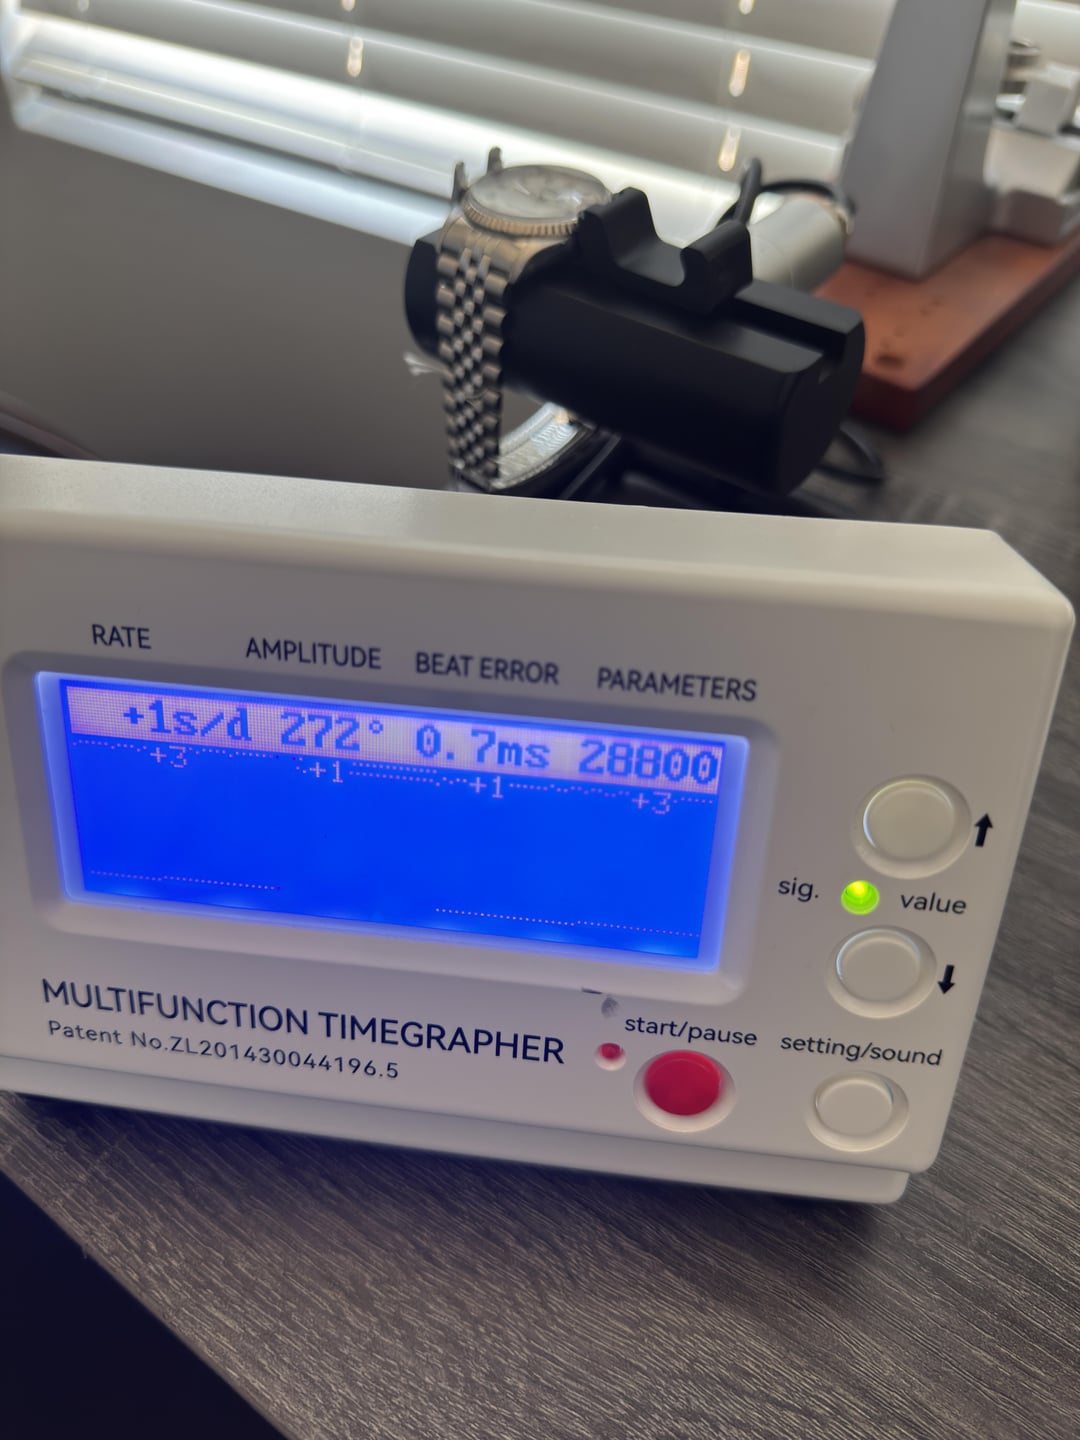 RATE AMPLITUDE BEAT ERROR PARAMETERS
+1s/d 272° 0.7ms 28800
+3 +1 +1 +3
sig. value
MULTIFUNCTION TIMEGRAPHER
Patent No.ZL201430044196.5
start/pause setting/sound